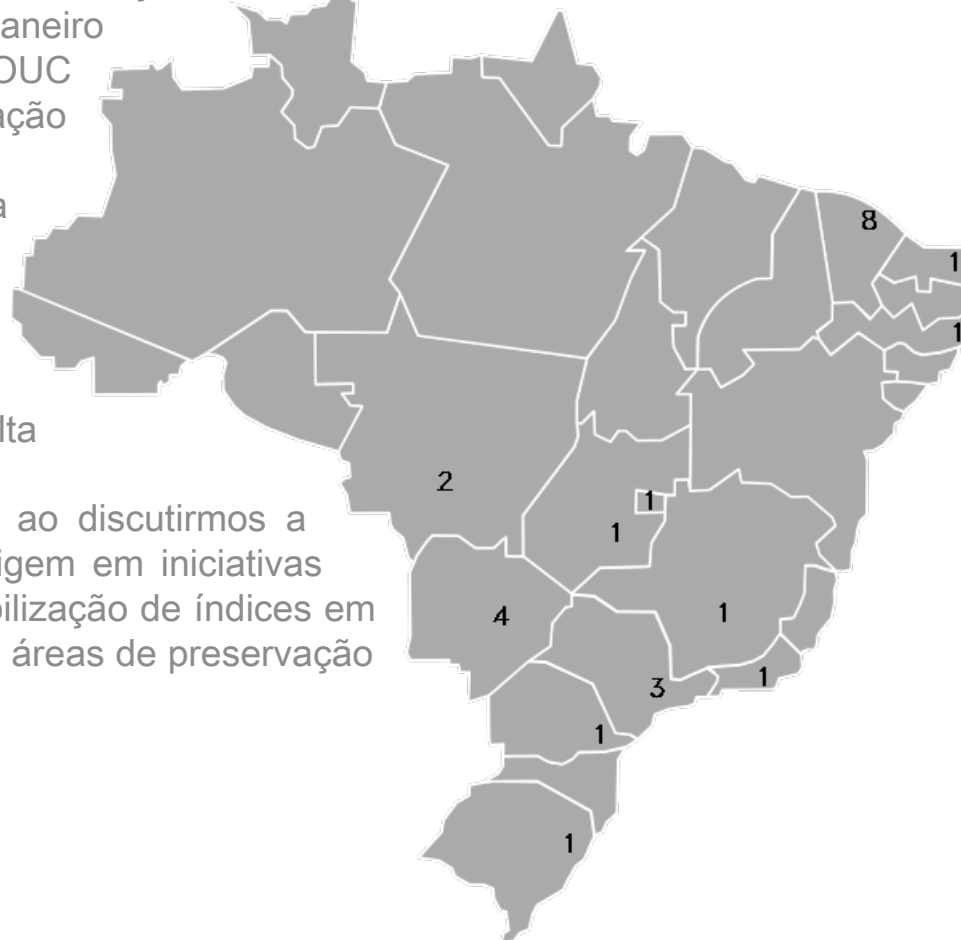 aneiro
OUC
ação
a
lta
ao discutirmos a
igem em iniciativas
bilização de índices em
áreas de preservação
8
1
1
2
1
1
4
1
3
1
1
1